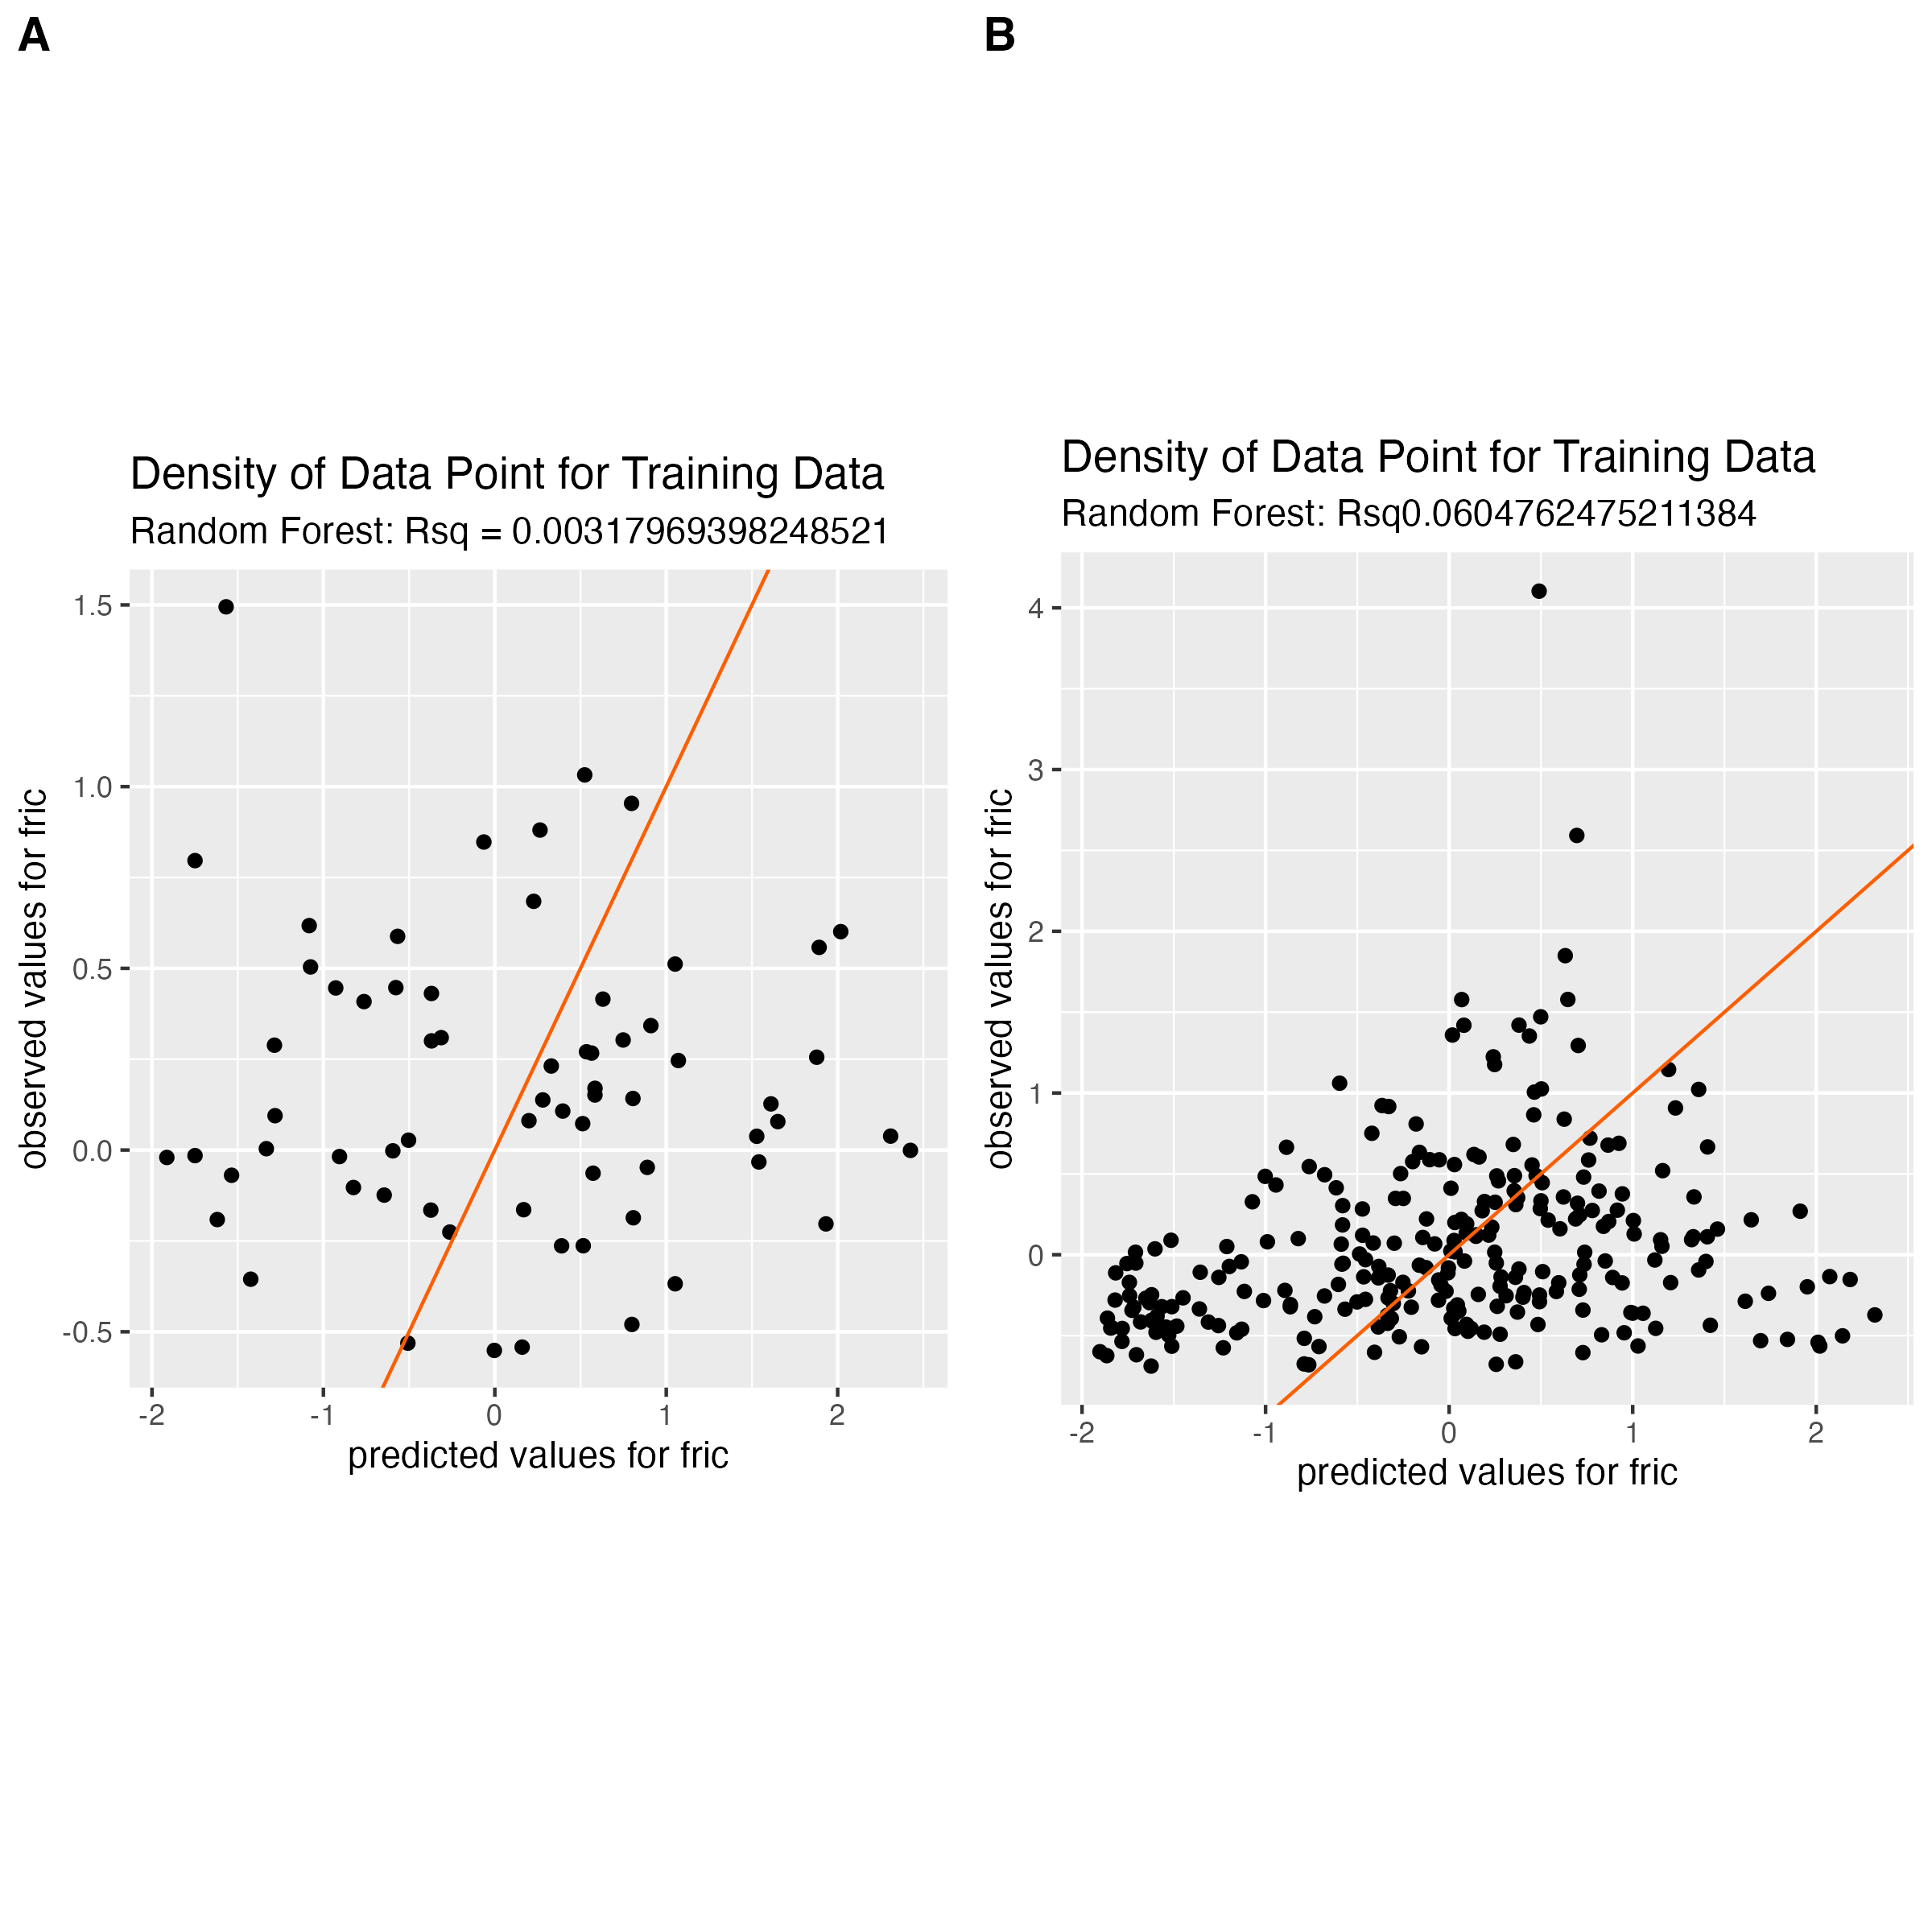 A
Density of Data Point for Training Data
Random Forest: Rsq = 0.00317969398248521
observed values for fric
1.5
1.0
0.5
0.0
-0.5
-2
-1
0
1
2
predicted values for fric
B
Density of Data Point for Training Data
Random Forest: Rsq0.0604762475211384
observed values for fric
4
3
2
1
0
-2
-1
0
1
2
predicted values for fric